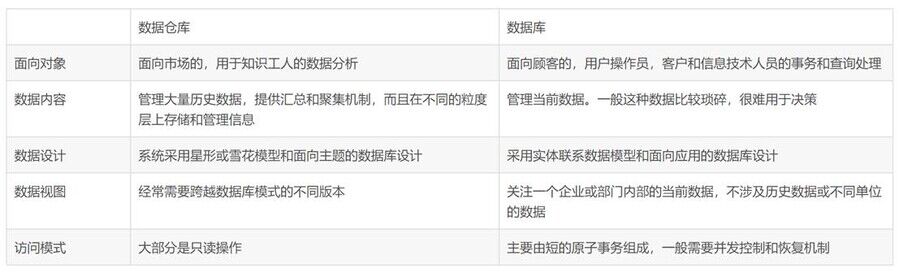 数据仓库
数据库
面向对象
面向市场的，用于知识工人的数据分析
面向顾客的，用户操作员，客户和信息技术人员的事务和查询处理
数据内容
管理大量历史数据，提供汇总和聚集机制，而且在不同的粒度
层上存储和管理信息
管理当前数据。一般这种数据比较琐碎，很难用于决策
数据设计
系统采用星形或雪花模型和面向主题的数据库设计
采用实体联系数据模型和面向应用的数据库设计
数据视图
经常需要跨越数据库模式的不同版本
关注一个企业或部门内部的当前数据，不涉及历史数据或不同单位
的数据
访问模式
大部分是只读操作
主要由短的原子事务组成，一般需要并发控制和恢复机制